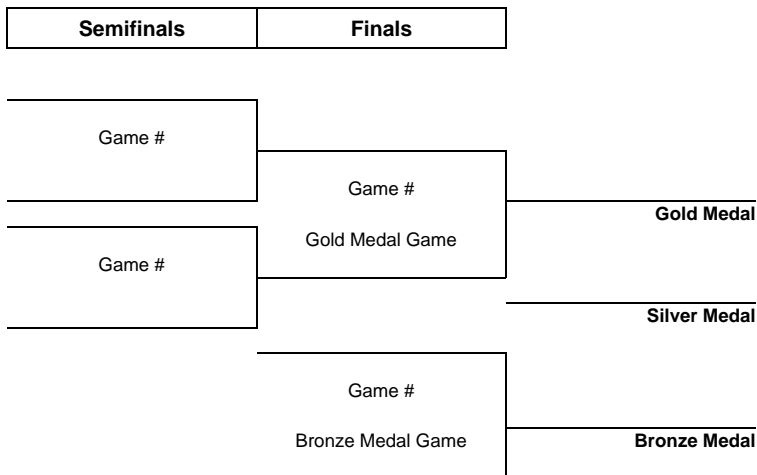 Semifinals Finals
Game #
Game #
Gold Medal
Gold Medal Game
Game #
Silver Medal
Game #
Bronze Medal Game Bronze Medal